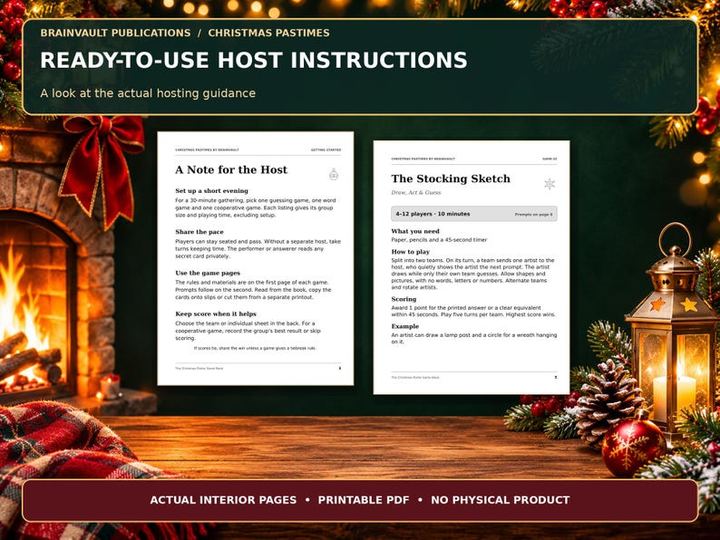 BRAINVAULT PUBLICATIONS / CHRISTMAS PASTIMES
READY-TO-USE HOST INSTRUCTIONS
A look at the actual hosting guidance
CHRISTMAS PASTIMES BY BRAINVAULT GETTING STARTED
A Note for the Host
Set up a short evening
For a 30-minute gathering, pick one guessing game, one word
game and one cooperative game. Each listing gives its group
size and playing time, excluding setup.
Share the pace
Players can stay seated and pass. Without a separate host, take
turns keeping time. The performer or answerer reads any
secret card privately.
Use the game pages
The rules and materials are on the first page of each game.
Prompts follow on the second. Read from the book, copy the
cards onto slips or cut them from a separate printout.
Keep score when it helps
Choose the team or individual sheet in the back. For a
cooperative game, record the group's best result or skip
scoring.
If scores tie, share the win unless a game gives a tiebreak rule.
CHRISTMAS PASTIMES BY BRAINVAULT
The Stocking Sketch
Draw, Act & Guess
4–12 players · 10 minutes Prompts on page 6
What you need
Paper, pencils and a 45-second timer
How to play
Split into two teams. On its turn, a team sends one artist to the
host, who quietly shows the artist the next prompt. The artist
draws while only their own team guesses. Allow shapes and
pictures, with no words, letters or numbers. Alternate teams
and rotate artists.
Scoring
Award 1 point for the printed answer or a clear equivalent
within 45 seconds. Play five turns per team. Highest score wins.
Example
An artist can draw a lamp post and a circle for a wreath hanging
on it.
ACTUAL INTERIOR PAGES • PRINTABLE PDF • NO PHYSICAL PRODUCT